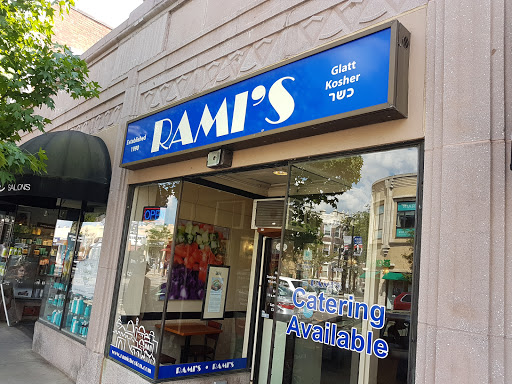 Established
1990
RAMI'S
Glatt
Kosher
כשר
SALONS
OPEN
Catering
Available
RAMI'S • RAMI'S